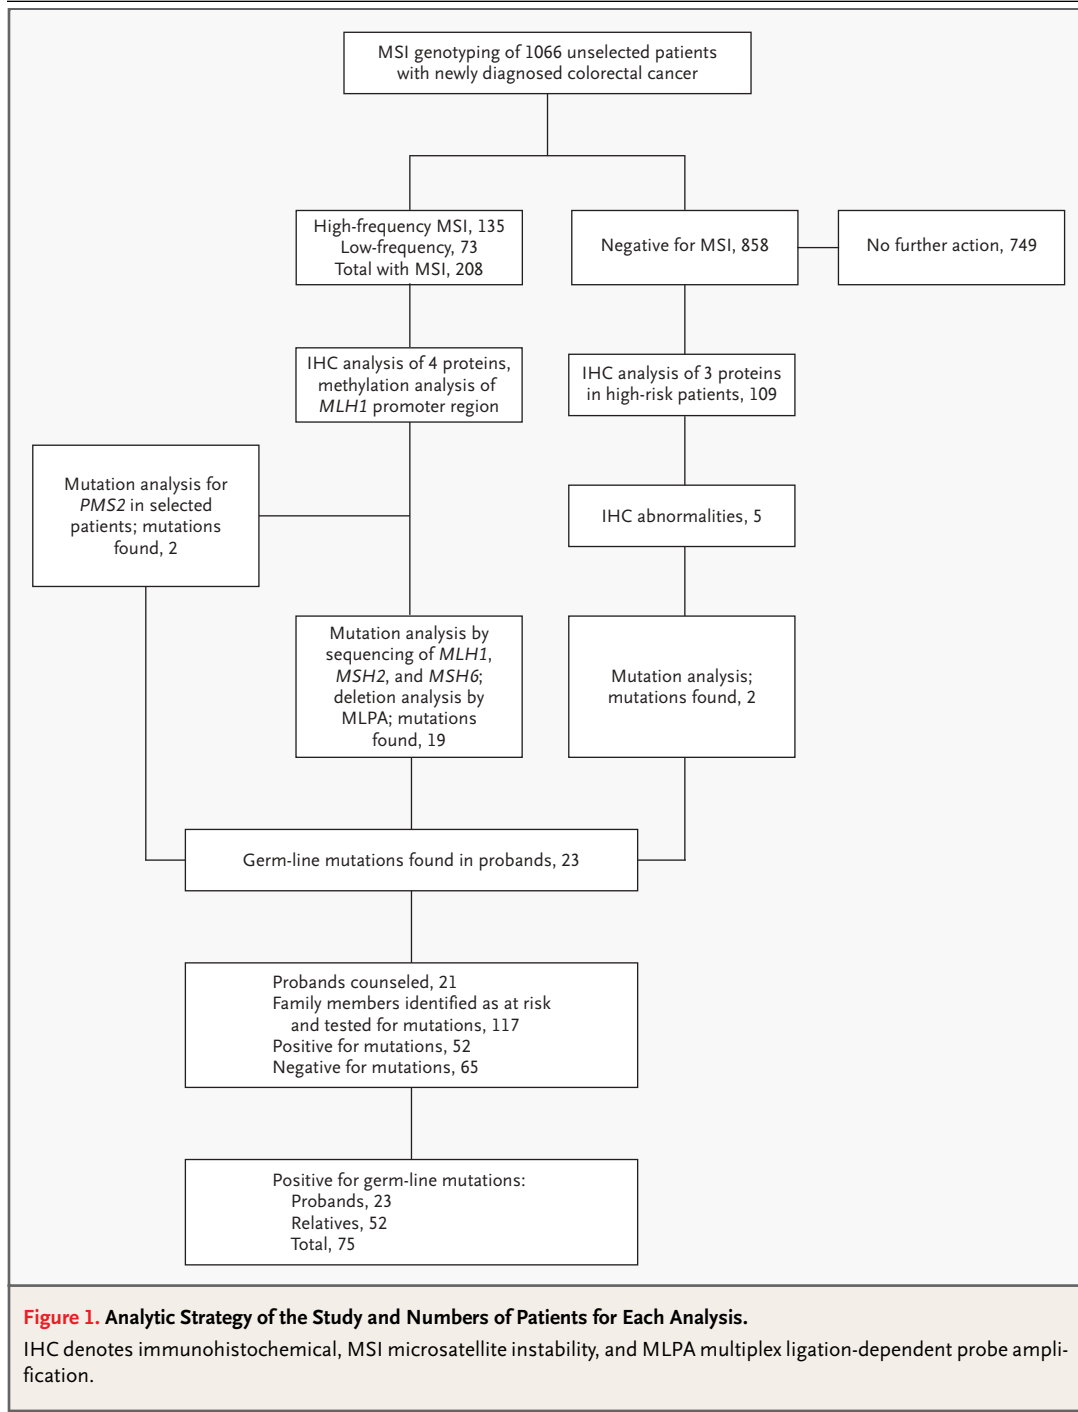 MSI genotyping of 1066 unselected patients
with newly diagnosed colorectal cancer
High-frequency MSI, 135
Low-frequency, 73
Total with MSI, 208
Negative for MSI, 858
No further action, 749
IHC analysis of 4 proteins,
methylation analysis of
MLH1 promoter region
IHC analysis of 3 proteins
in high-risk patients, 109
Mutation analysis for
PMS2 in selected
patients; mutations
found, 2
IHC abnormalities, 5
Mutation analysis by
sequencing of MLH1,
MSH2, and MSH6;
deletion analysis by
MLPA; mutations
found, 19
Mutation analysis;
mutations found, 2
Germ-line mutations found in probands, 23
Probands counseled, 21
Family members identified as at risk
and tested for mutations, 117
Positive for mutations, 52
Negative for mutations, 65
Positive for germ-line mutations:
Probands, 23
Relatives, 52
Total, 75
Figure 1. Analytic Strategy of the Study and Numbers of Patients for Each Analysis.
IHC denotes immunohistochemical, MSI microsatellite instability, and MLPA multiplex ligation-dependent probe ampli-
fication.